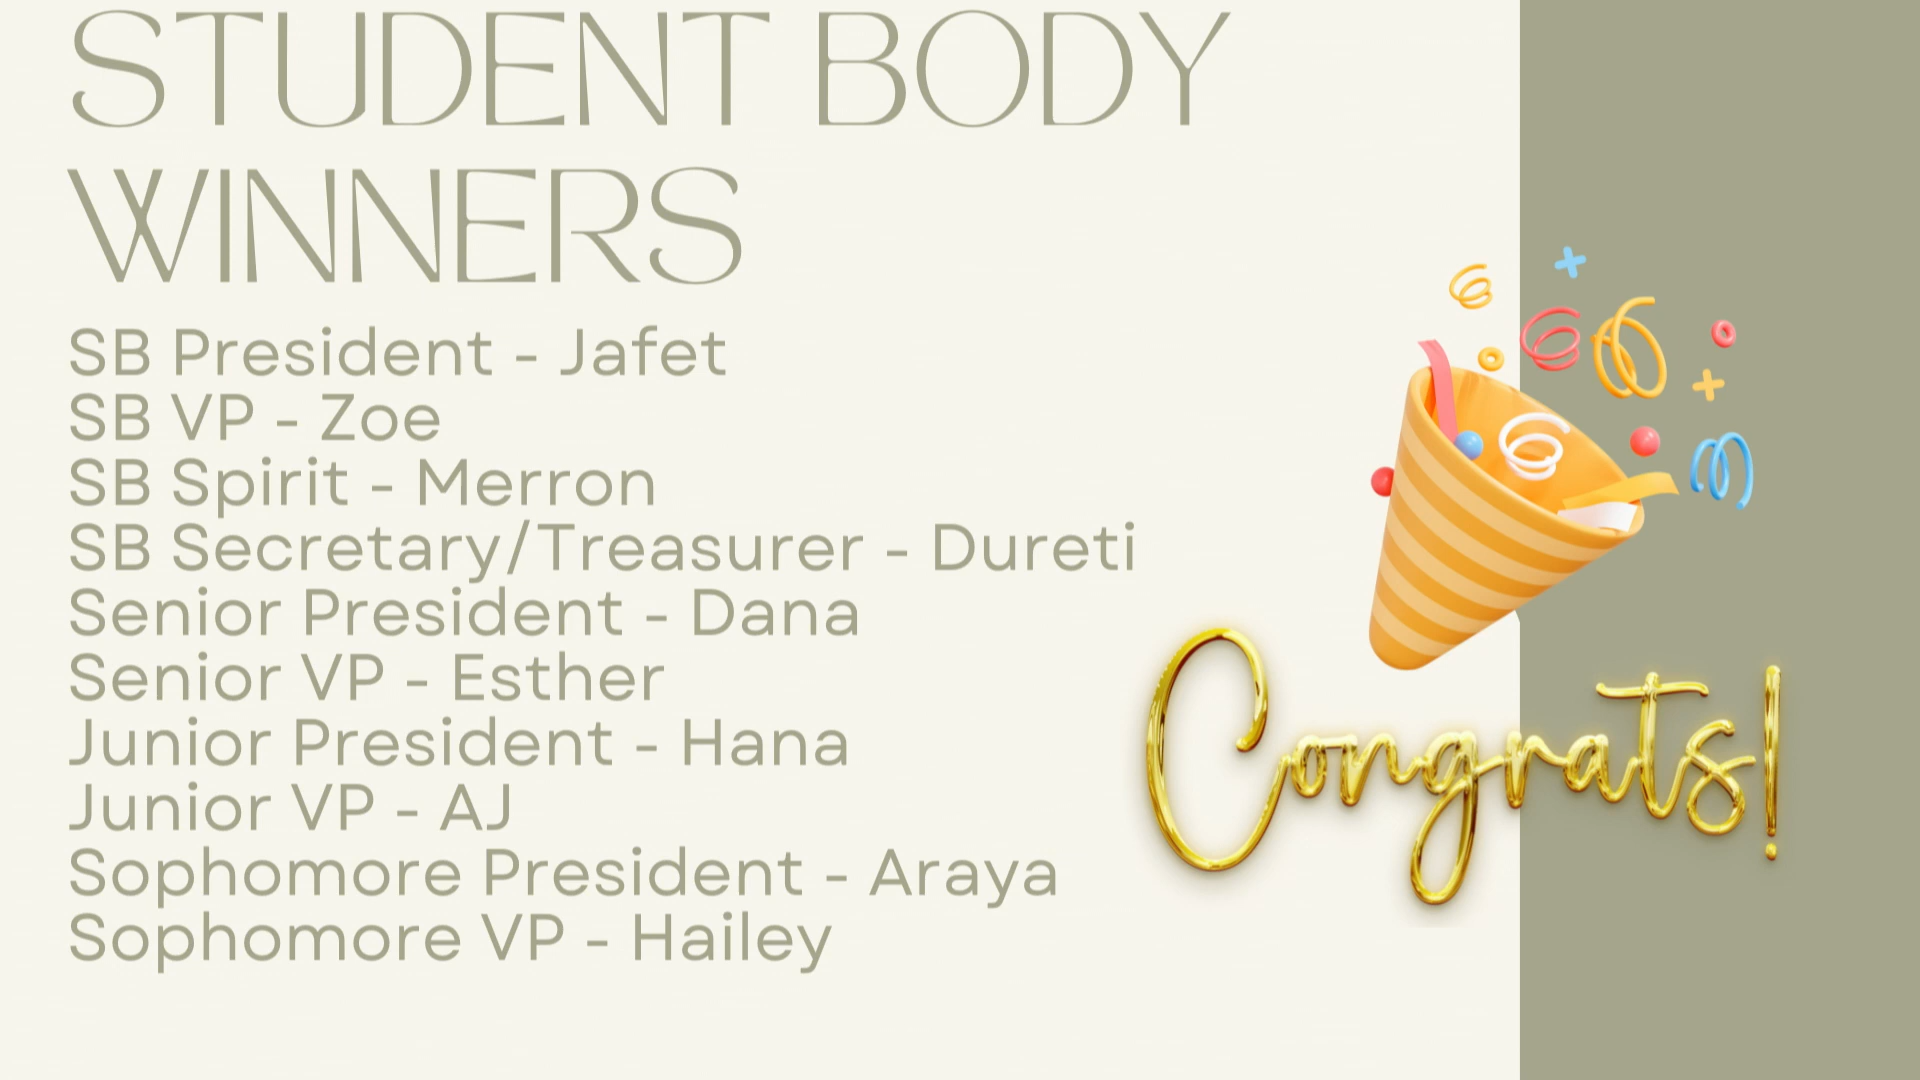 STUDENT BODY
WINNERS
SB President - Jafet
SB VP - Zoe
SB Spirit - Merron
SB Secretary/Treasurer - Dureti
Senior President - Dana
Senior VP - Esther
Junior President - Hana
Junior VP - AJ
Sophomore President - Araya
Sophomore VP - Hailey
Congrats!